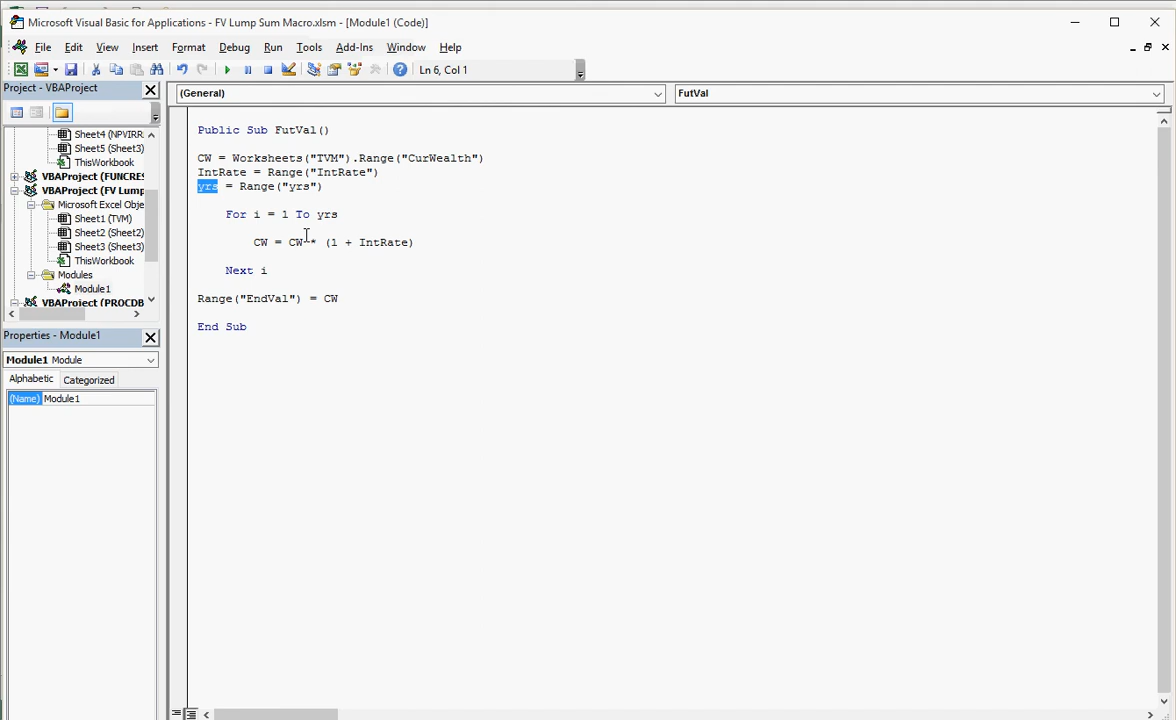 Microsoft Visual Basic for Applications - FV Lump Sum Macro.xlsm - [Module1 (Code)]
File Edit View Insert Format Debug Run Tools Add-Ins Window Help
Ln 6, Col 1
Project - VBAProject
(General) FutVal
Sheet4 (NPVIRR
Sheet5 (Sheet3)
ThisWorkbook
VBAProject (FUNCRES
VBAProject (FV Lump
Microsoft Excel Obje
Sheet1 (TVM)
Sheet2 (Sheet2)
Sheet3 (Sheet3)
ThisWorkbook
Modules
Module1
VBAProject (PROCDB
Properties - Module1
Module1 Module
Alphabetic Categorized
(Name) Module1
Public Sub FutVal()
CW = Worksheets("TVM").Range("CurWealth")
IntRate = Range("IntRate")
yrs = Range("yrs")
For i = 1 To yrs
CW = CW * (1 + IntRate)
Next i
Range("EndVal") = CW
End Sub